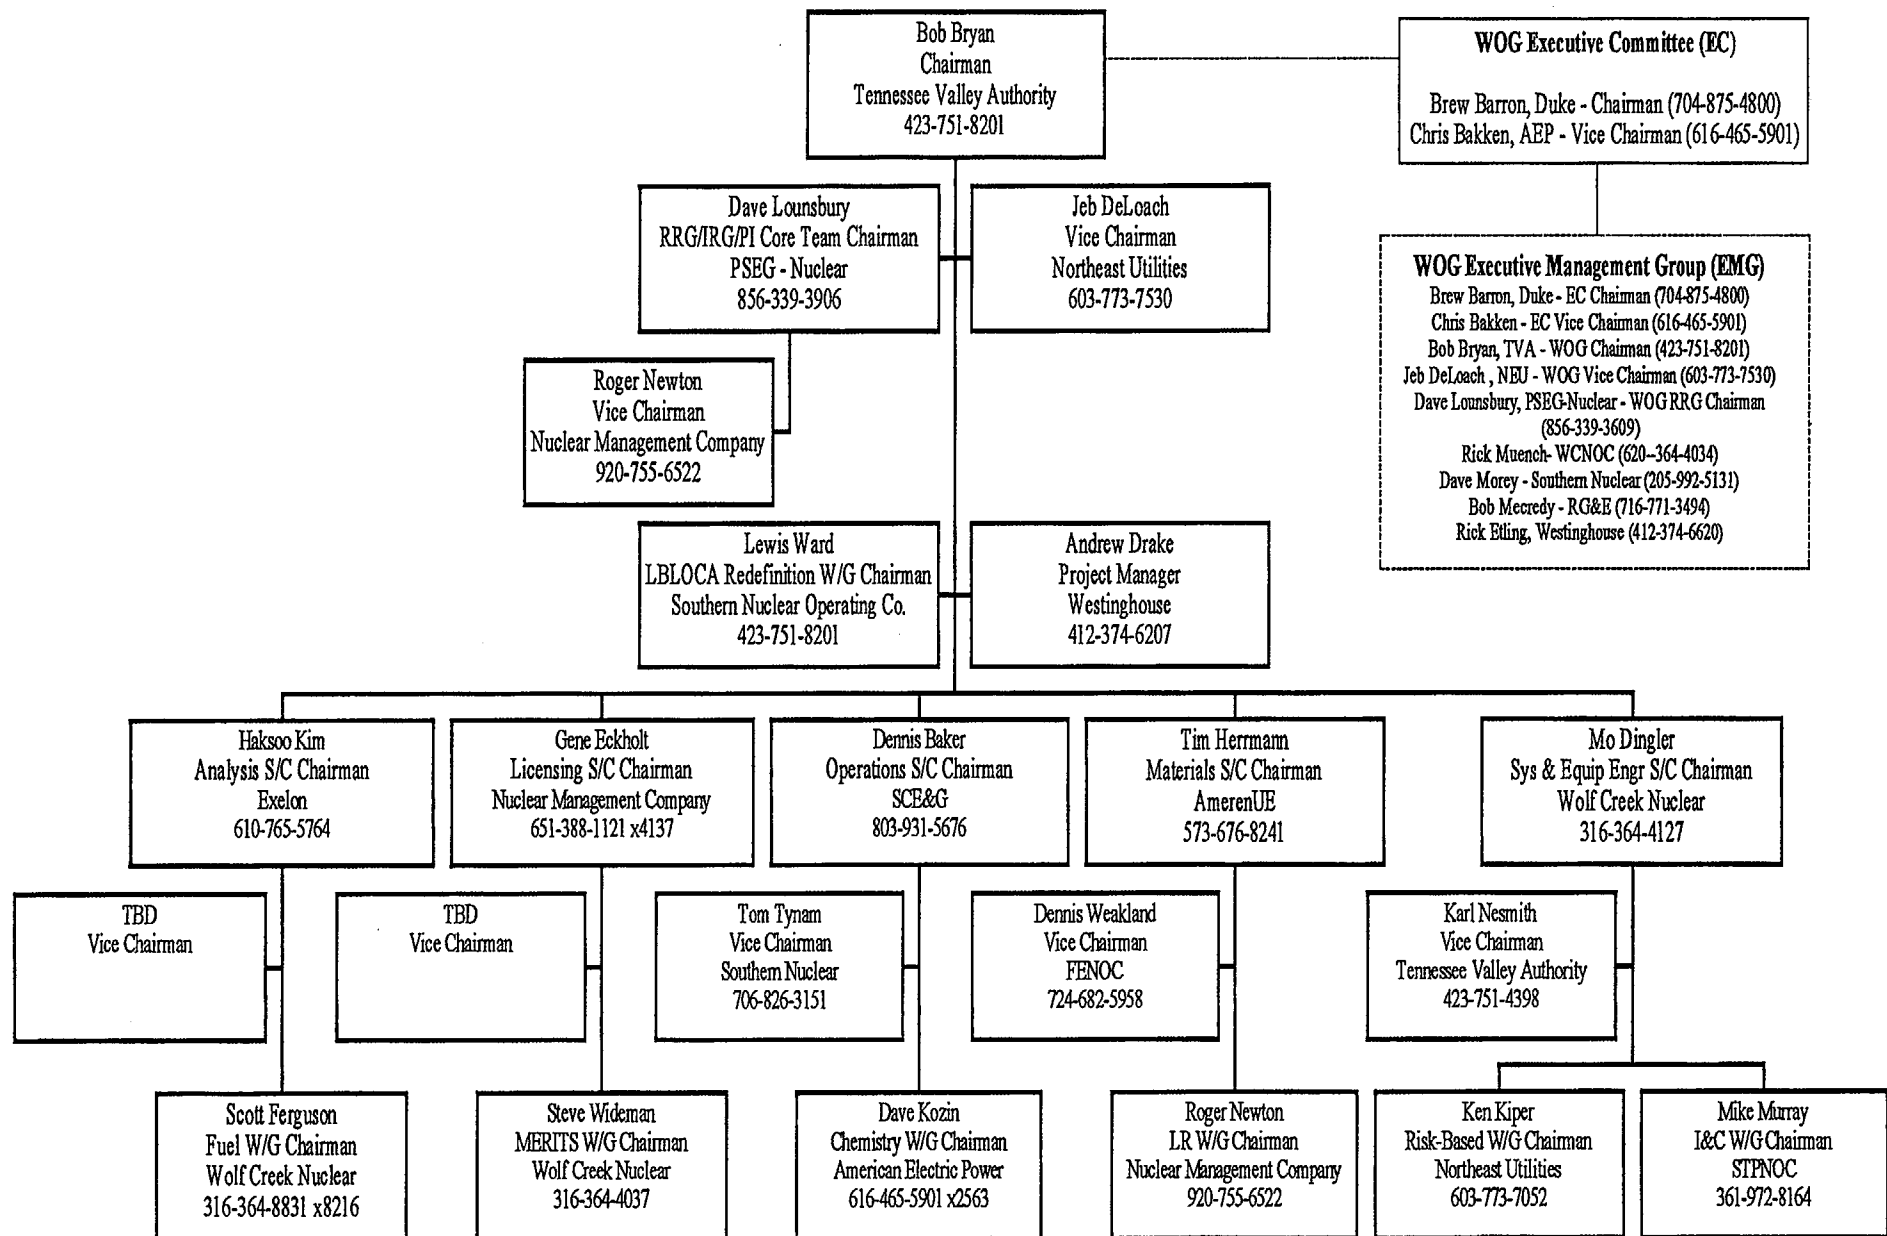 Bob Bryan
Chairman
Tennessee Valley Authority
423-751-8201
WOG Executive Committee (EC)
Brew Barron, Duke - Chairman (704-875-4800)
Chris Bakken, AEP - Vice Chairman (616-465-5901)
Dave Lounsbury
RRG/IRG/PI Core Team Chairman
PSEG - Nuclear
856-339-3906
Jeb DeLoach
Vice Chairman
Northeast Utilities
603-773-7530
WOG Executive Management Group (EMG)
Brew Barron, Duke - EC Chairman (704-875-4800)
Chris Bakken - EC Vice Chairman (616-465-5901)
Bob Bryan, TVA - WOG Chairman (423-751-8201)
Jeb DeLoach , NEU - WOG Vice Chairman (603-773-7530)
Dave Lounsbury, PSEG-Nuclear - WOG RRG Chairman
(856-339-3609)
Rick Muench- WCNOC (620--364-4034)
Dave Morey - Southern Nuclear (205-992-5131)
Bob Mecredy - RG&E (716-771-3494)
Rick Etling, Westinghouse (412-374-6620)
Roger Newton
Vice Chairman
Nuclear Management Company
920-755-6522
Lewis Ward
LBLOCA Redefinition W/G Chairman
Southern Nuclear Operating Co.
423-751-8201
Andrew Drake
Project Manager
Westinghouse
412-374-6207
Haksoo Kim
Analysis S/C Chairman
Exelon
610-765-5764
Gene Eckholt
Licensing S/C Chairman
Nuclear Management Company
651-388-1121 x4137
Dennis Baker
Operations S/C Chairman
SCE&G
803-931-5676
Tim Herrmann
Materials S/C Chairman
AmerenUE
573-676-8241
Mo Dingler
Sys & Equip Engr S/C Chairman
Wolf Creek Nuclear
316-364-4127
TBD
Vice Chairman
TBD
Vice Chairman
Tom Tynam
Vice Chairman
Southern Nuclear
706-826-3151
Dennis Weakland
Vice Chairman
FENOC
724-682-5958
Karl Nesmith
Vice Chairman
Tennessee Valley Authority
423-751-4398
Scott Ferguson
Fuel W/G Chairman
Wolf Creek Nuclear
316-364-8831 x8216
Steve Wideman
MERITS W/G Chairman
Wolf Creek Nuclear
316-364-4037
Dave Kozin
Chemistry W/G Chairman
American Electric Power
616-465-5901 x2563
Roger Newton
LR W/G Chairman
Nuclear Management Company
920-755-6522
Ken Kiper
Risk-Based W/G Chairman
Northeast Utilities
603-773-7052
Mike Murray
I&C W/G Chairman
STPNOC
361-972-8164